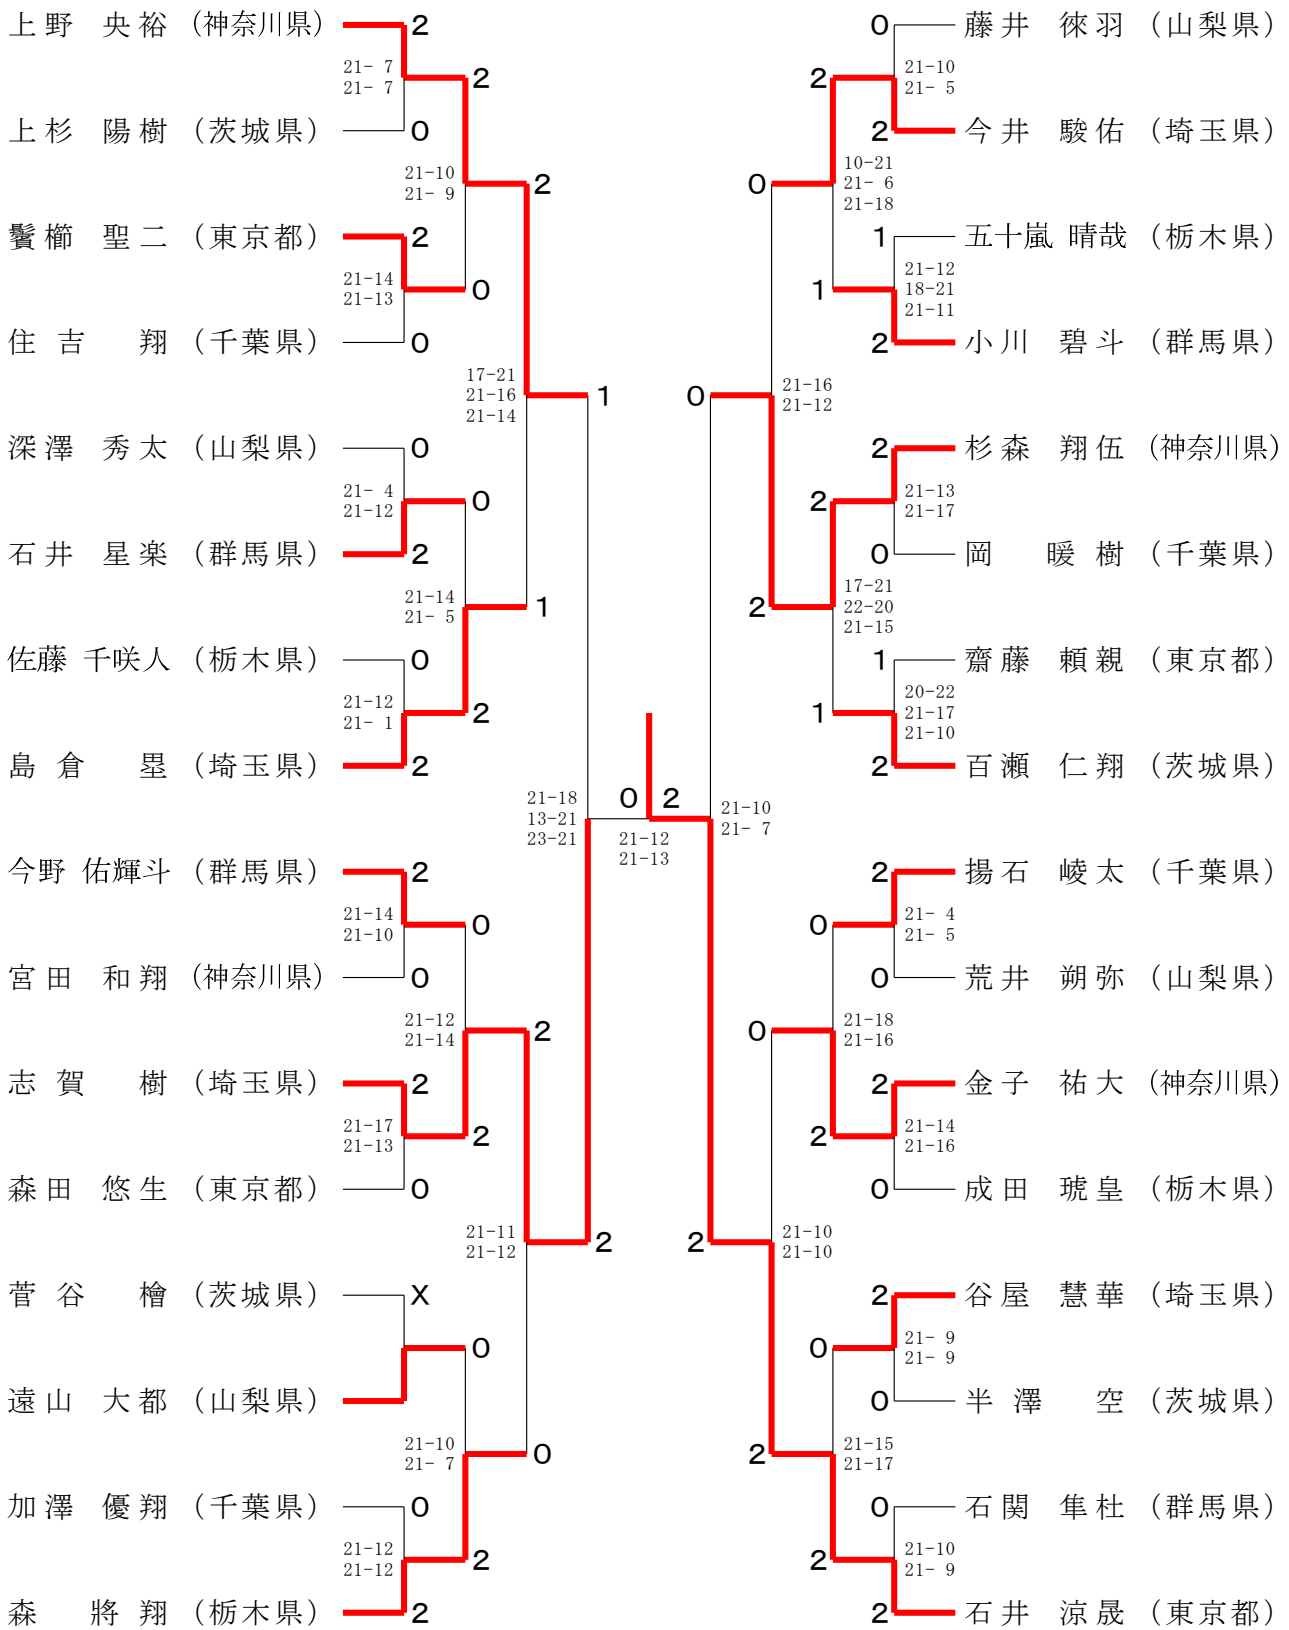 上野 央裕 (神奈川県) 2
21- 7
21- 7
2
上杉 陽樹 (茨城県) 0
21-10
21- 9
2
鬢櫛 聖二 (東京都) 2
21-14
21-13
0
住吉 翔 (千葉県) 0
17-21
21-16
21-14
1
深澤 秀太 (山梨県) 0
21- 4
21-12
0
石井 星楽 (群馬県) 2
21-14
21- 5
1
佐藤 千咲人 (栃木県) 0
21-12
21- 1
2
島倉 塁 (埼玉県) 2
21-18
13-21
23-21
0 2
21-12
21-13
今野 佑輝斗 (群馬県) 2
21-14
21-10
0
宮田 和翔 (神奈川県) 0
21-12
21-14
2
志賀 樹 (埼玉県) 2
21-17
21-13
2
森田 悠生 (東京都) 0
21-11
21-12
2
菅谷 檜 (茨城県) X
0
遠山 大都 (山梨県)
21-10
21- 7
0
加澤 優翔 (千葉県) 0
21-12
21-12
2
森 將翔 (栃木県) 2
0 藤井 徠羽 (山梨県)
2
21-10
21- 5
2 今井 駿佑 (埼玉県)
0
10-21
21- 6
21-18
1 五十嵐 晴哉 (栃木県)
1
21-12
18-21
21-11
2 小川 碧斗 (群馬県)
0
21-16
21-12
2 杉森 翔伍 (神奈川県)
2
21-13
21-17
0 岡 暖樹 (千葉県)
2
17-21
22-20
21-15
1 齋藤 頼親 (東京都)
1
20-22
21-17
21-10
2 百瀬 仁翔 (茨城県)
21-10
21- 7
2 揚石 崚太 (千葉県)
0
21- 4
21- 5
0 荒井 朔弥 (山梨県)
0
21-18
21-16
2 金子 祐大 (神奈川県)
2
21-14
21-16
0 成田 琥皇 (栃木県)
2
21-10
21-10
2 谷屋 慧華 (埼玉県)
0
21- 9
21- 9
0 半澤 空 (茨城県)
2
21-15
21-17
0 石関 隼杜 (群馬県)
2
21-10
21- 9
2 石井 涼晟 (東京都)